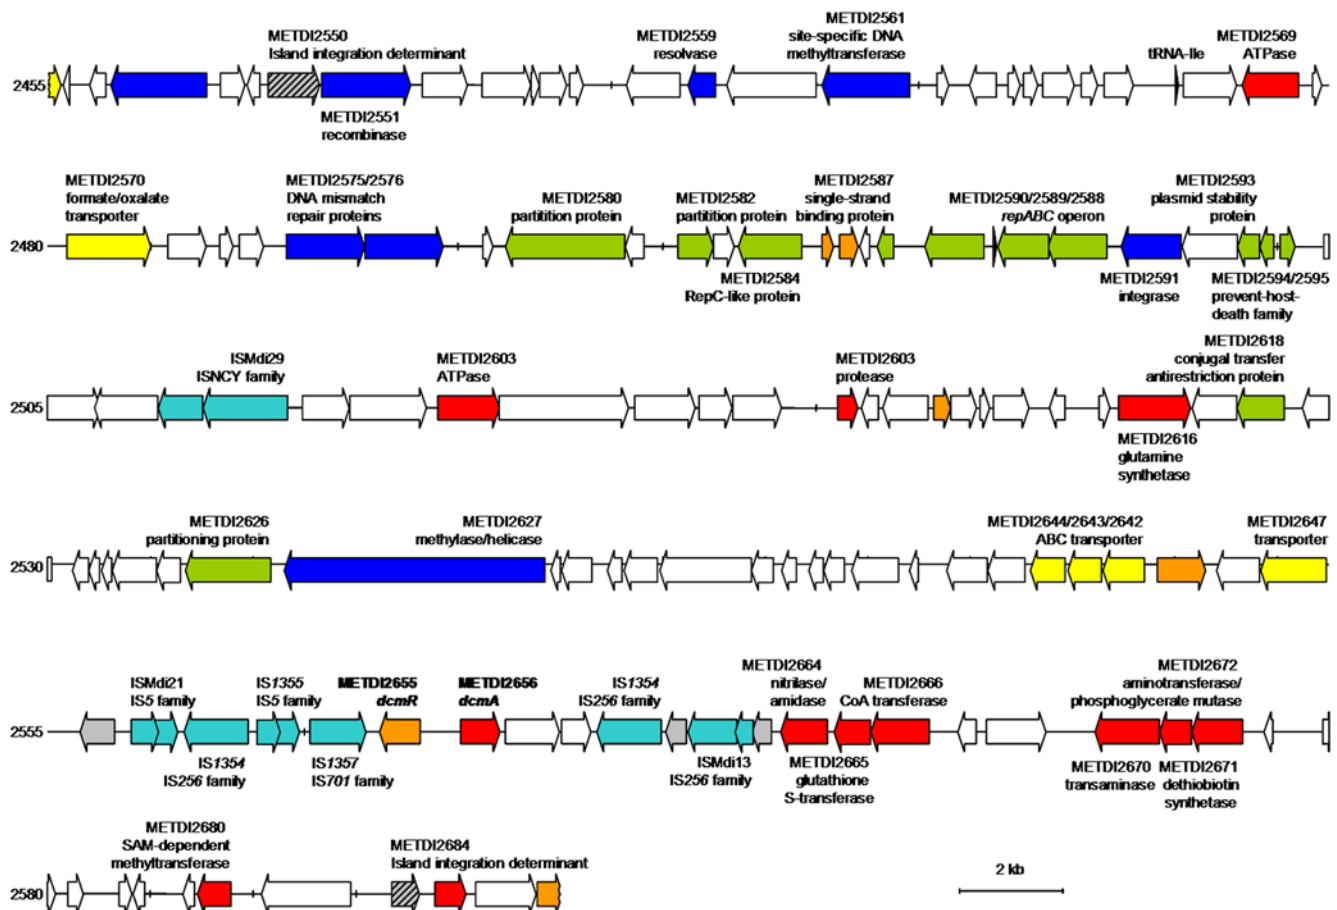 METDI2550
Island integration determinant
METDI2559
resolvase
METDI2561
site-specific DNA
methyltransferase
tRNA-Ile
METDI2569
ATPase
2455
METDI2551
recombinase
METDI2570
formate/oxalate
transporter
METDI2575/2576
DNA mismatch
repair proteins
METDI2580
partition protein
METDI2582
partition protein
METDI2587
single-strand
binding protein
METDI2590/2589/2588
repABC operon
METDI2593
plasmid stability
protein
2480
METDI2584
RepC-like protein
METDI2591
integrase
METDI2594/2595
prevent-host-
death family
ISMdi29
ISNCY family
METDI2603
ATPase
METDI2603
protease
METDI2618
conjugal transfer
antirestriction protein
2505
METDI2616
glutamine
synthetase
METDI2626
partitioning protein
METDI2627
methylase/helicase
METDI2644/2643/2642
ABC transporter
METDI2647
transporter
2530
ISMdi21
IS5 family
IS1355
IS5 family
METDI2655
dcmR
METDI2656
dcmA
IS1354
IS256 family
METDI2664
nitrilase/
amidase
METDI2666
CoA transferase
METDI2672
aminotransferase/
phosphoglycerate mutase
2555
IS1354
IS256 family
IS1357
IS701 family
ISMdi13
IS256 family
METDI2665
glutathione
S-transferase
METDI2670
transaminase
METDI2671
dethiobiotin
synthetase
METDI2680
SAM-dependent
methyltransferase
METDI2684
Island integration determinant
2580
2 kb